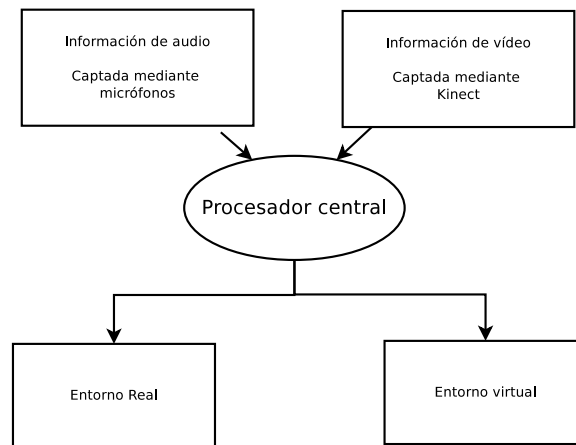 Información de audio
Captada mediante
micrófonos
Información de vídeo
Captada mediante
Kinect
Procesador central
Entorno Real
Entorno virtual